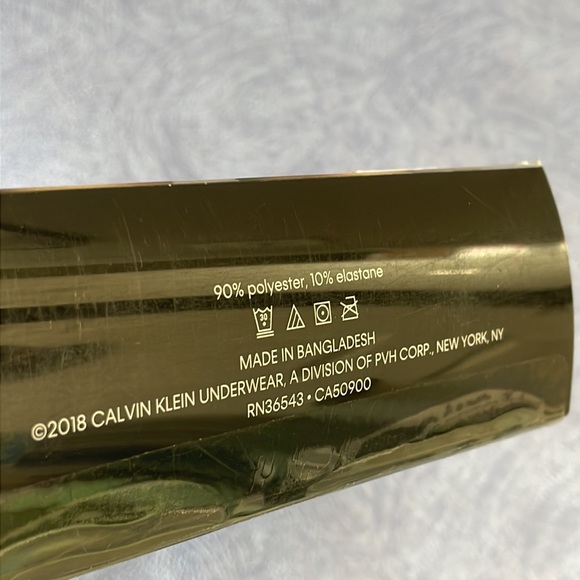 90% polyester, 10% elastane
30
MADE IN BANGLADESH
©2018 CALVIN KLEIN UNDERWEAR, A DIVISION OF PVH CORP., NEW YORK, NY
RN36543 • CA50900